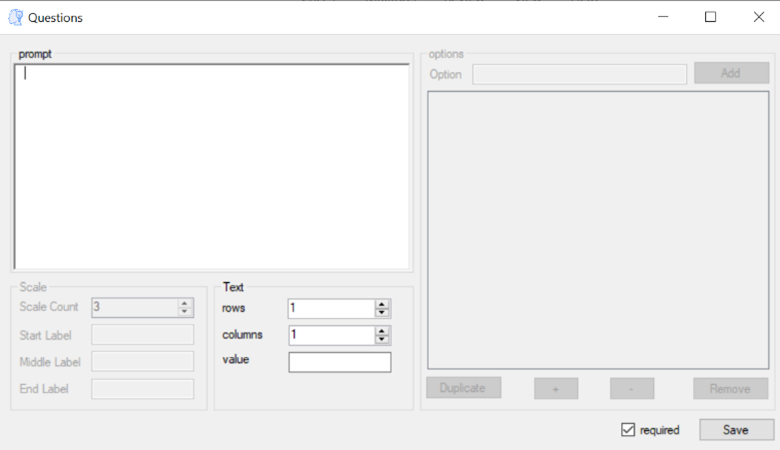 Questions
prompt
options
Option
Add
Scale
Scale Count 3
Start Label
Middle Label
End Label
Text
rows 1
columns 1
value
Duplicate + - Remove
required Save